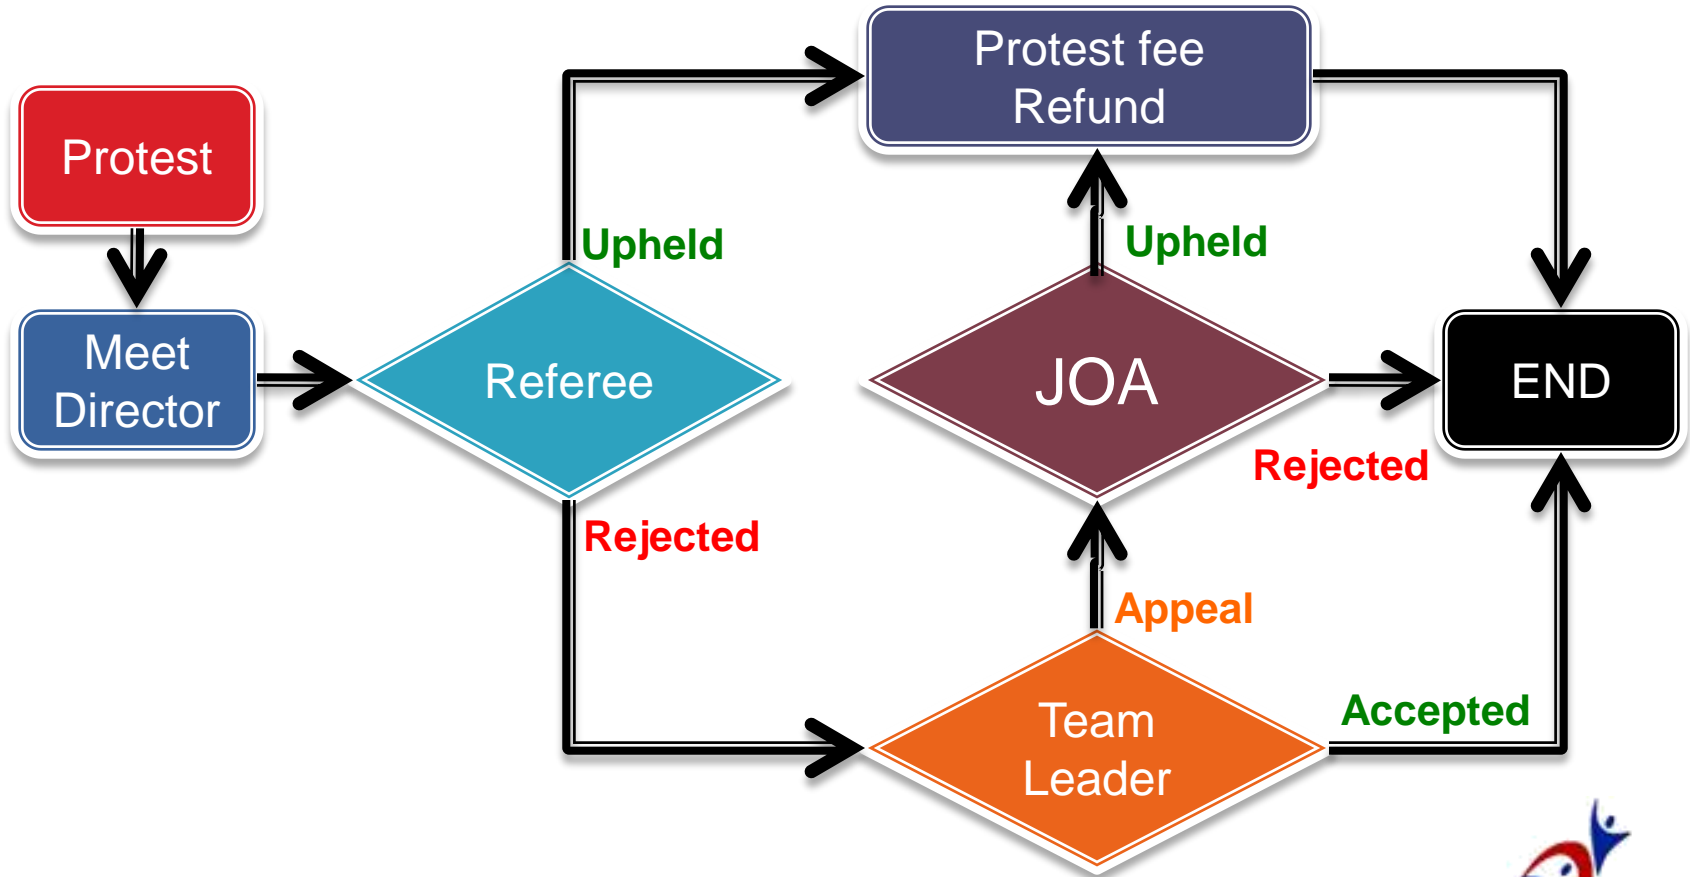 Protest fee
Refund
Protest
Upheld
Upheld
Meet
Director
Referee
JOA
END
Rejected
Rejected
Appeal
Team
Leader
Accepted